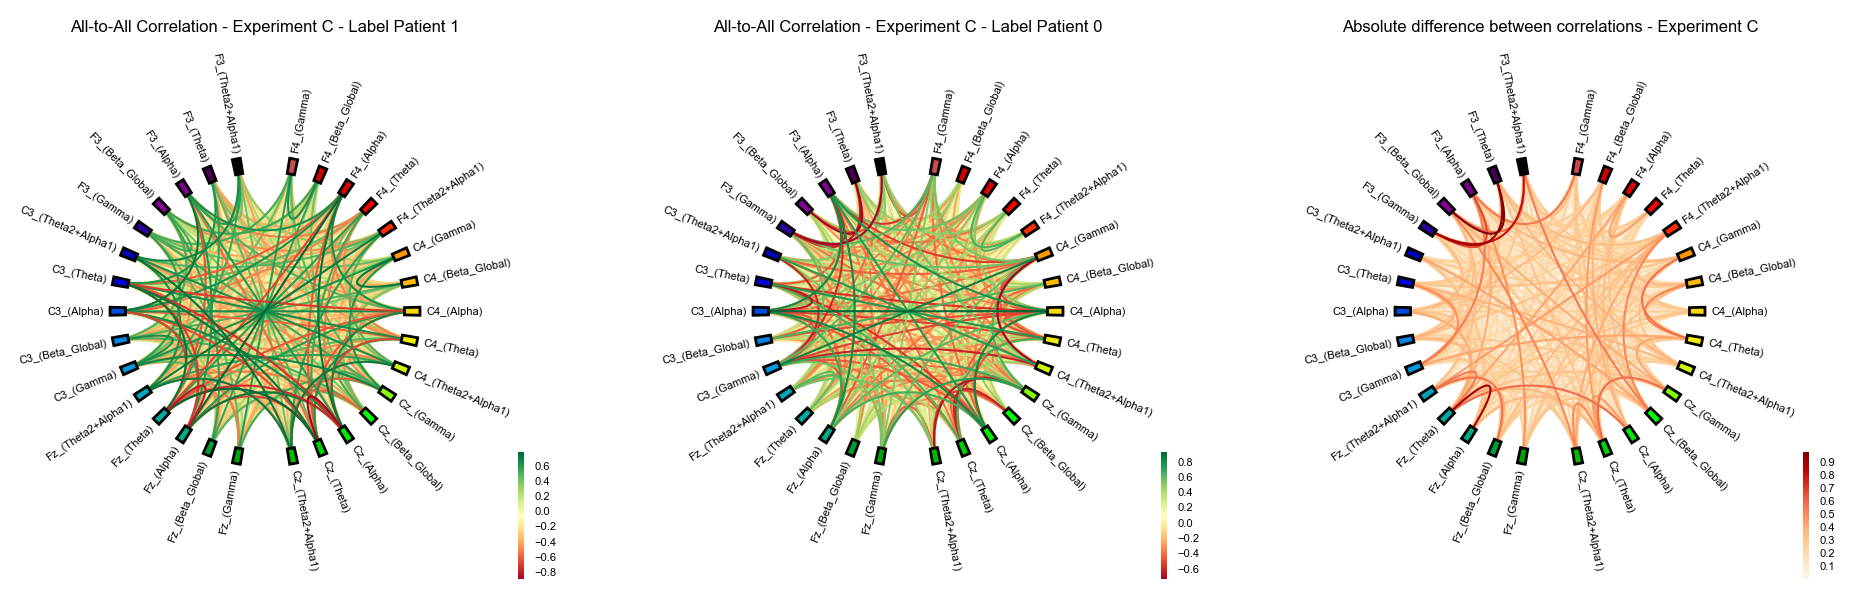 All-to-All Correlation - Experiment C - Label Patient 1
F4_(Gamma)
F4_(Beta_Global)
F4_(Alpha)
F4_(Theta)
F4_(Theta2+Alpha1)
C4_(Gamma)
C4_(Beta_Global)
C4_(Alpha)
C4_(Theta)
C4_(Theta2+Alpha1)
Cz_(Gamma)
Cz_(Beta_Global)
Cz_(Alpha)
Cz_(Theta)
Cz_(Theta2+Alpha1)
Fz_(Gamma)
Fz_(Beta_Global)
Fz_(Alpha)
Fz_(Theta)
Fz_(Theta2+Alpha1)
C3_(Gamma)
C3_(Beta_Global)
C3_(Alpha)
C3_(Theta)
C3_(Theta2+Alpha1)
F3_(Gamma)
F3_(Beta_Global)
F3_(Alpha)
F3_(Theta)
F3_(Theta2+Alpha1)
0.6
0.4
0.2
0.0
−0.2
−0.4
−0.6
−0.8
All-to-All Correlation - Experiment C - Label Patient 0
F4_(Gamma)
F4_(Beta_Global)
F4_(Alpha)
F4_(Theta)
F4_(Theta2+Alpha1)
C4_(Gamma)
C4_(Beta_Global)
C4_(Alpha)
C4_(Theta)
C4_(Theta2+Alpha1)
Cz_(Gamma)
Cz_(Beta_Global)
Cz_(Alpha)
Cz_(Theta)
Cz_(Theta2+Alpha1)
Fz_(Gamma)
Fz_(Beta_Global)
Fz_(Alpha)
Fz_(Theta)
Fz_(Theta2+Alpha1)
C3_(Gamma)
C3_(Beta_Global)
C3_(Alpha)
C3_(Theta)
C3_(Theta2+Alpha1)
F3_(Gamma)
F3_(Beta_Global)
F3_(Alpha)
F3_(Theta)
F3_(Theta2+Alpha1)
0.8
0.6
0.4
0.2
0.0
−0.2
−0.4
−0.6
Absolute difference between correlations - Experiment C
F4_(Gamma)
F4_(Beta_Global)
F4_(Alpha)
F4_(Theta)
F4_(Theta2+Alpha1)
C4_(Gamma)
C4_(Beta_Global)
C4_(Alpha)
C4_(Theta)
C4_(Theta2+Alpha1)
Cz_(Gamma)
Cz_(Beta_Global)
Cz_(Alpha)
Cz_(Theta)
Cz_(Theta2+Alpha1)
Fz_(Gamma)
Fz_(Beta_Global)
Fz_(Alpha)
Fz_(Theta)
Fz_(Theta2+Alpha1)
C3_(Gamma)
C3_(Beta_Global)
C3_(Alpha)
C3_(Theta)
C3_(Theta2+Alpha1)
F3_(Gamma)
F3_(Beta_Global)
F3_(Alpha)
F3_(Theta)
F3_(Theta2+Alpha1)
0.9
0.8
0.7
0.6
0.5
0.4
0.3
0.2
0.1